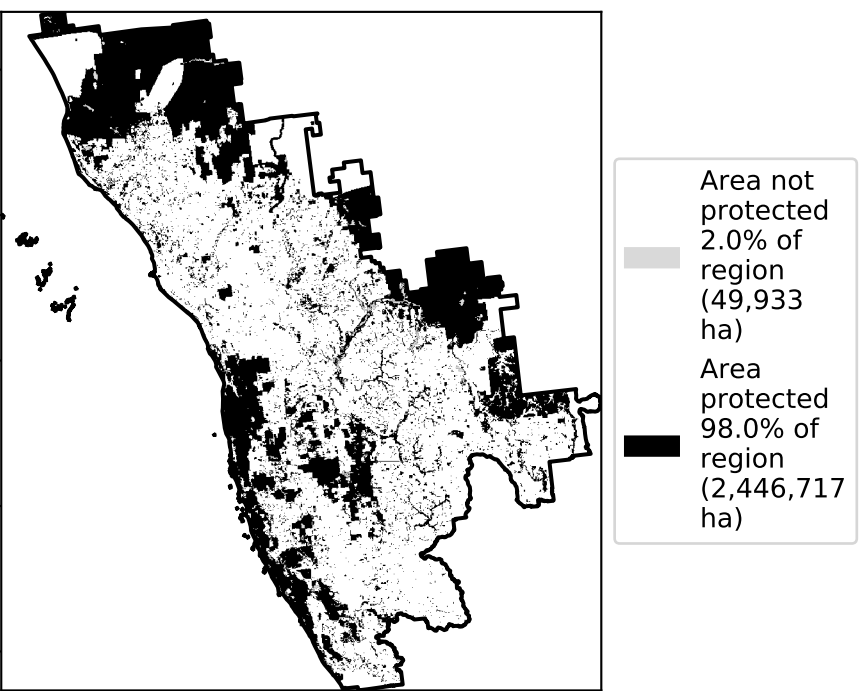 Area not
protected
2.0% of
region
(49,933
ha)
Area
protected
98.0% of
region
(2,446,717
ha)